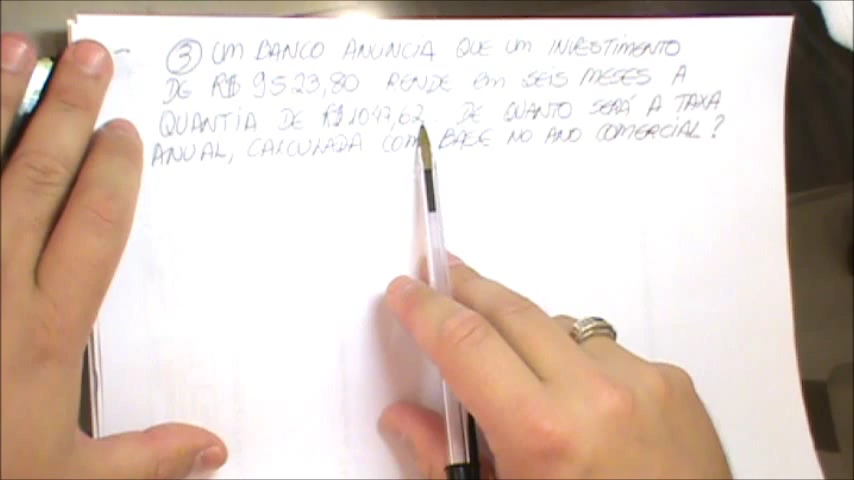 ③ UM BANCO ANUNCIA QUE UM INVESTIMENTO
DE R$ 9523,80 RENDE EM SEIS MESES A
QUANTIA DE R$ 1047,62. DE QUANTO SERÁ A TAXA
ANUAL, CALCULADA COM BASE NO ANO COMERCIAL?